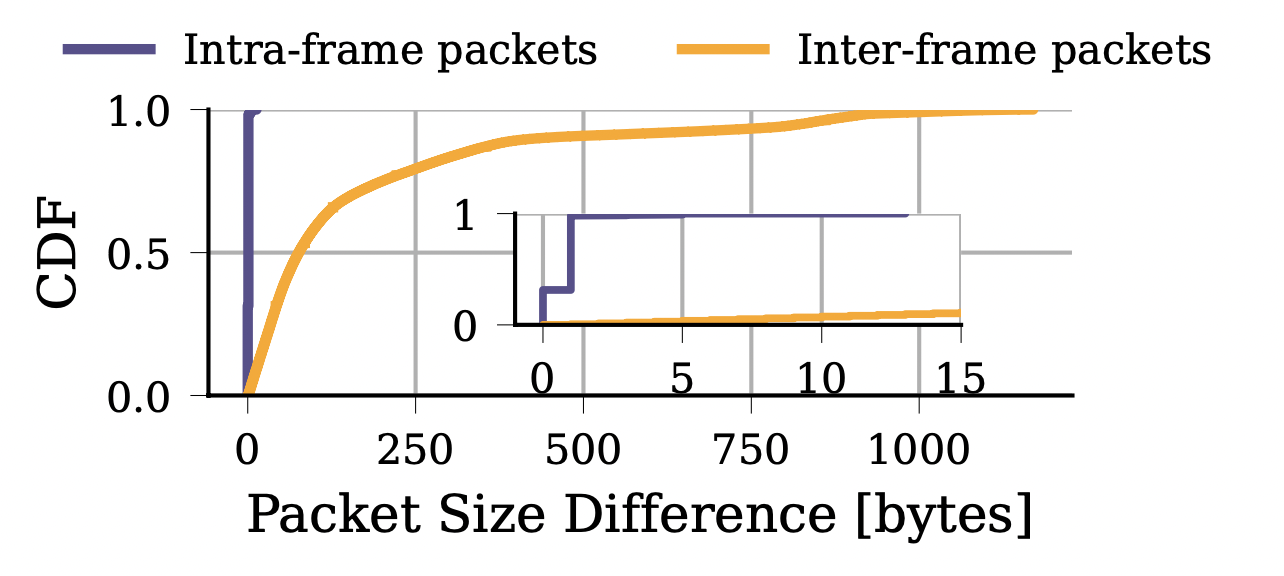 Intra-frame packets Inter-frame packets
1.0
0.5
0.0
CDF
1
0
0 5 10 15
0 250 500 750 1000
Packet Size Difference [bytes]